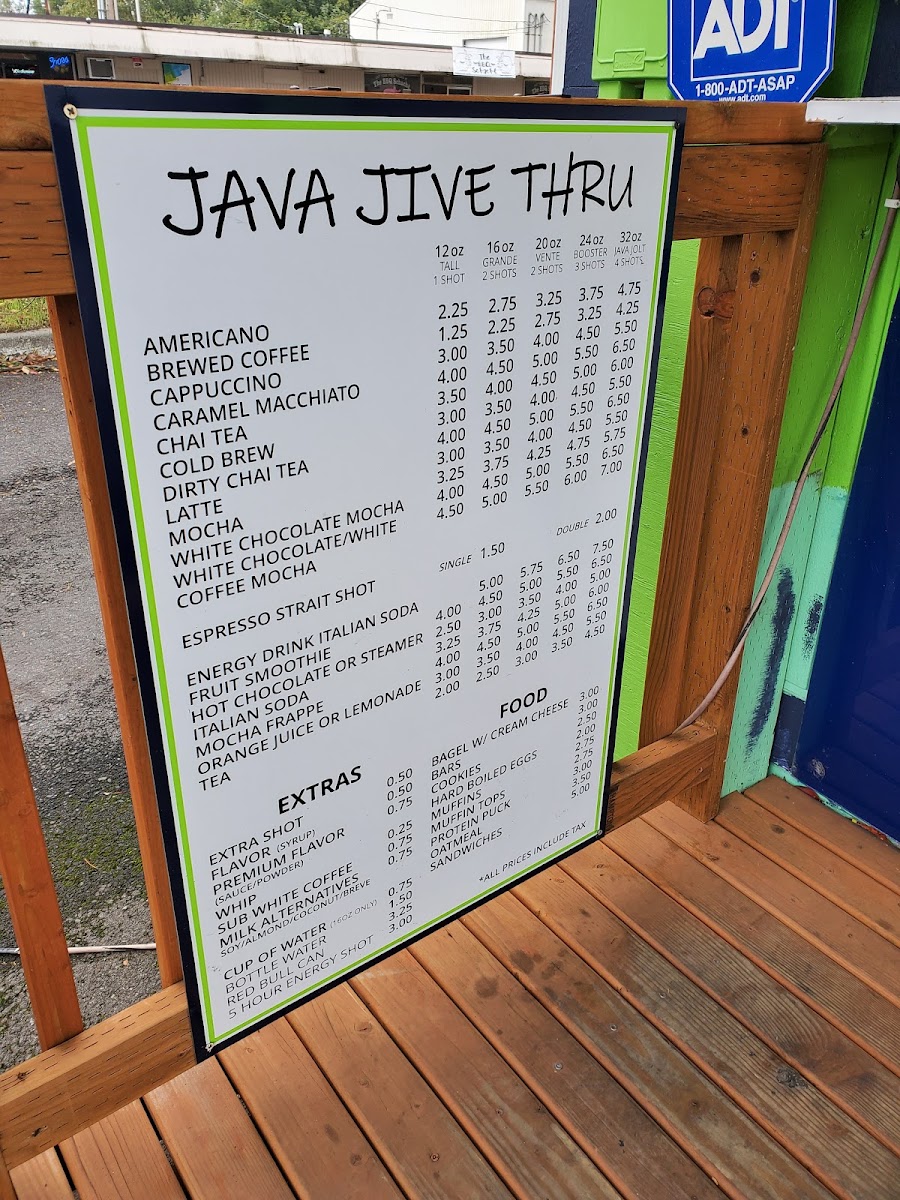 ADT
1-800-ADT-ASAP
www.adt.com
The
BBQ
JAVA JIVE THRU
12 oz 16 oz 20 oz 24 oz 32 oz
TALL GRANDE VENTE BOOSTER JAVA JOLT
1 SHOT 2 SHOTS 2 SHOTS 3 SHOTS 4 SHOTS
AMERICANO 2.25 2.75 3.25 3.75 4.75
BREWED COFFEE 1.25 2.25 2.75 3.25 4.25
CAPPUCCINO 3.00 3.50 4.00 4.50 5.50
CARAMEL MACCHIATO 4.00 4.50 5.00 5.50 6.50
CHAI TEA 3.50 4.00 4.50 5.00 6.00
COLD BREW 3.00 3.50 4.00 4.50 5.50
DIRTY CHAI TEA 4.00 4.50 5.00 5.50 6.50
LATTE 3.00 3.50 4.00 4.50 5.50
MOCHA 3.25 3.75 4.25 4.75 5.75
WHITE CHOCOLATE MOCHA 4.00 4.50 5.00 5.50 6.50
WHITE CHOCOLATE/WHITE 4.50 5.00 5.50 6.00 7.00
COFFEE MOCHA
ESPRESSO STRAIT SHOT SINGLE 1.50 DOUBLE 2.00
ENERGY DRINK ITALIAN SODA 5.00 5.75 6.50 7.50
FRUIT SMOOTHIE 4.00 4.50 5.00 5.50 6.50
HOT CHOCOLATE OR STEAMER 2.50 3.00 3.50 4.00 5.00
ITALIAN SODA 3.25 3.75 4.25 5.00 6.00
MOCHA FRAPPE 4.00 4.50 5.00 5.50 6.50
ORANGE JUICE OR LEMONADE 3.00 3.50 4.00 4.50 5.50
TEA 2.00 2.50 3.00 3.50 4.50
EXTRAS
EXTRA SHOT 0.50
FLAVOR (SYRUP) 0.50
PREMIUM FLAVOR 0.75
(SAUCE/POWDER)
WHIP 0.25
SUB WHITE COFFEE 0.75
MILK ALTERNATIVES 0.75
SOY/ALMOND/COCONUT/BREVE
CUP OF WATER (16OZ ONLY) 0.75
BOTTLE WATER 1.50
RED BULL CAN 3.25
5 HOUR ENERGY SHOT 3.00
FOOD
BAGEL W/ CREAM CHEESE 3.00
BARS 3.00
COOKIES 2.50
HARD BOILED EGGS 2.00
MUFFINS 2.75
MUFFIN TOPS 2.75
PROTEIN PUCK 3.00
OATMEAL 3.50
SANDWICHES 5.00
*ALL PRICES INCLUDE TAX